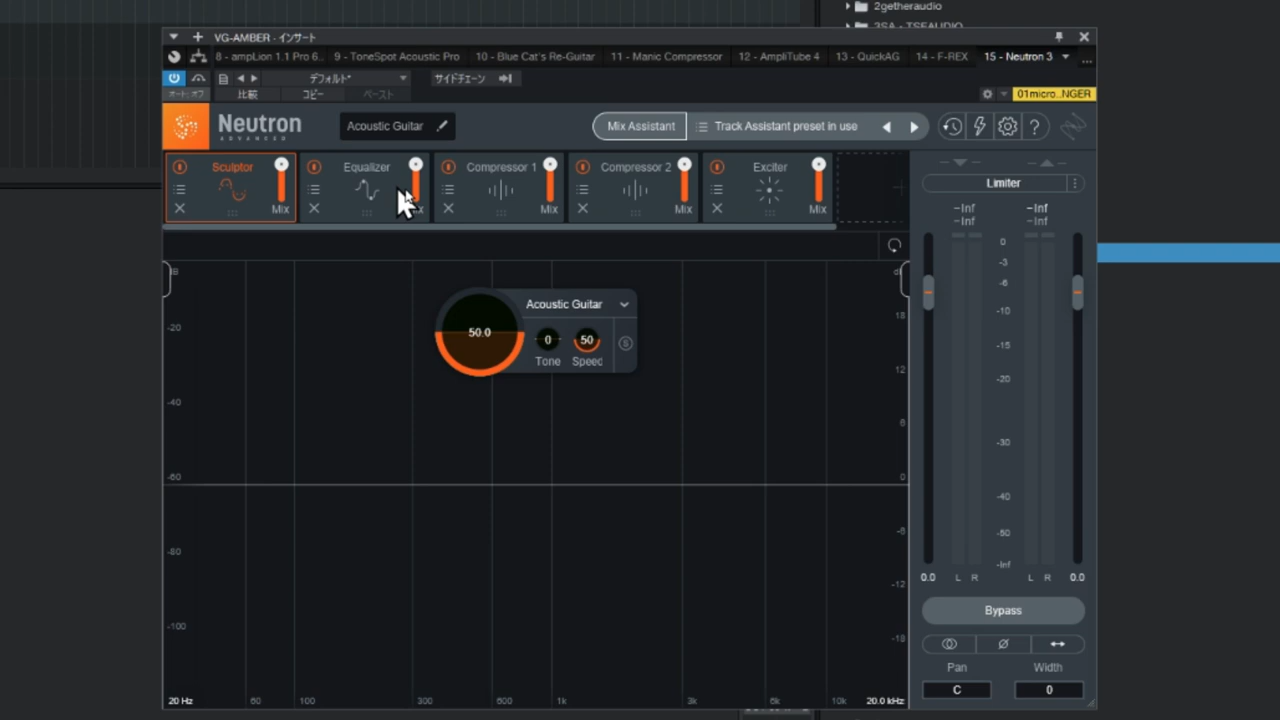 2getheraudio
2SA - TSEAUDIO
VG-AMBER - インサート
8 - ampLion 1.1 Pro 6.. 9 - ToneSpot Acoustic Pro 10 - Blue Cat's Re-Guitar 11 - Manic Compressor 12 - AmpliTube 4 13 - QuickAG 14 - F-REX 15 - Neutron 3 ...
デフォルト* サイドチェーン
オート: オフ 比較 コピー ペースト 01micro..NGER
Neutron
ADVANCED
Acoustic Guitar Mix Assistant Track Assistant preset in use ?
Sculptor Equalizer Compressor 1 Compressor 2 Exciter
Mix Mix Mix Mix
Limiter
-Inf -Inf
-Inf -Inf
Acoustic Guitar
50.0 0 50 S
Tone Speed
-20
-40
-60
-80
-100
18
12
6
0
-6
-12
-18
0
-3
-6
-10
-15
-20
-30
-40
-50
-Inf
0.0 L R L R 0.0
Bypass
Pan Width
C 0
20 Hz 60 100 300 600 1k 3k 6k 10k 20.0 kHz